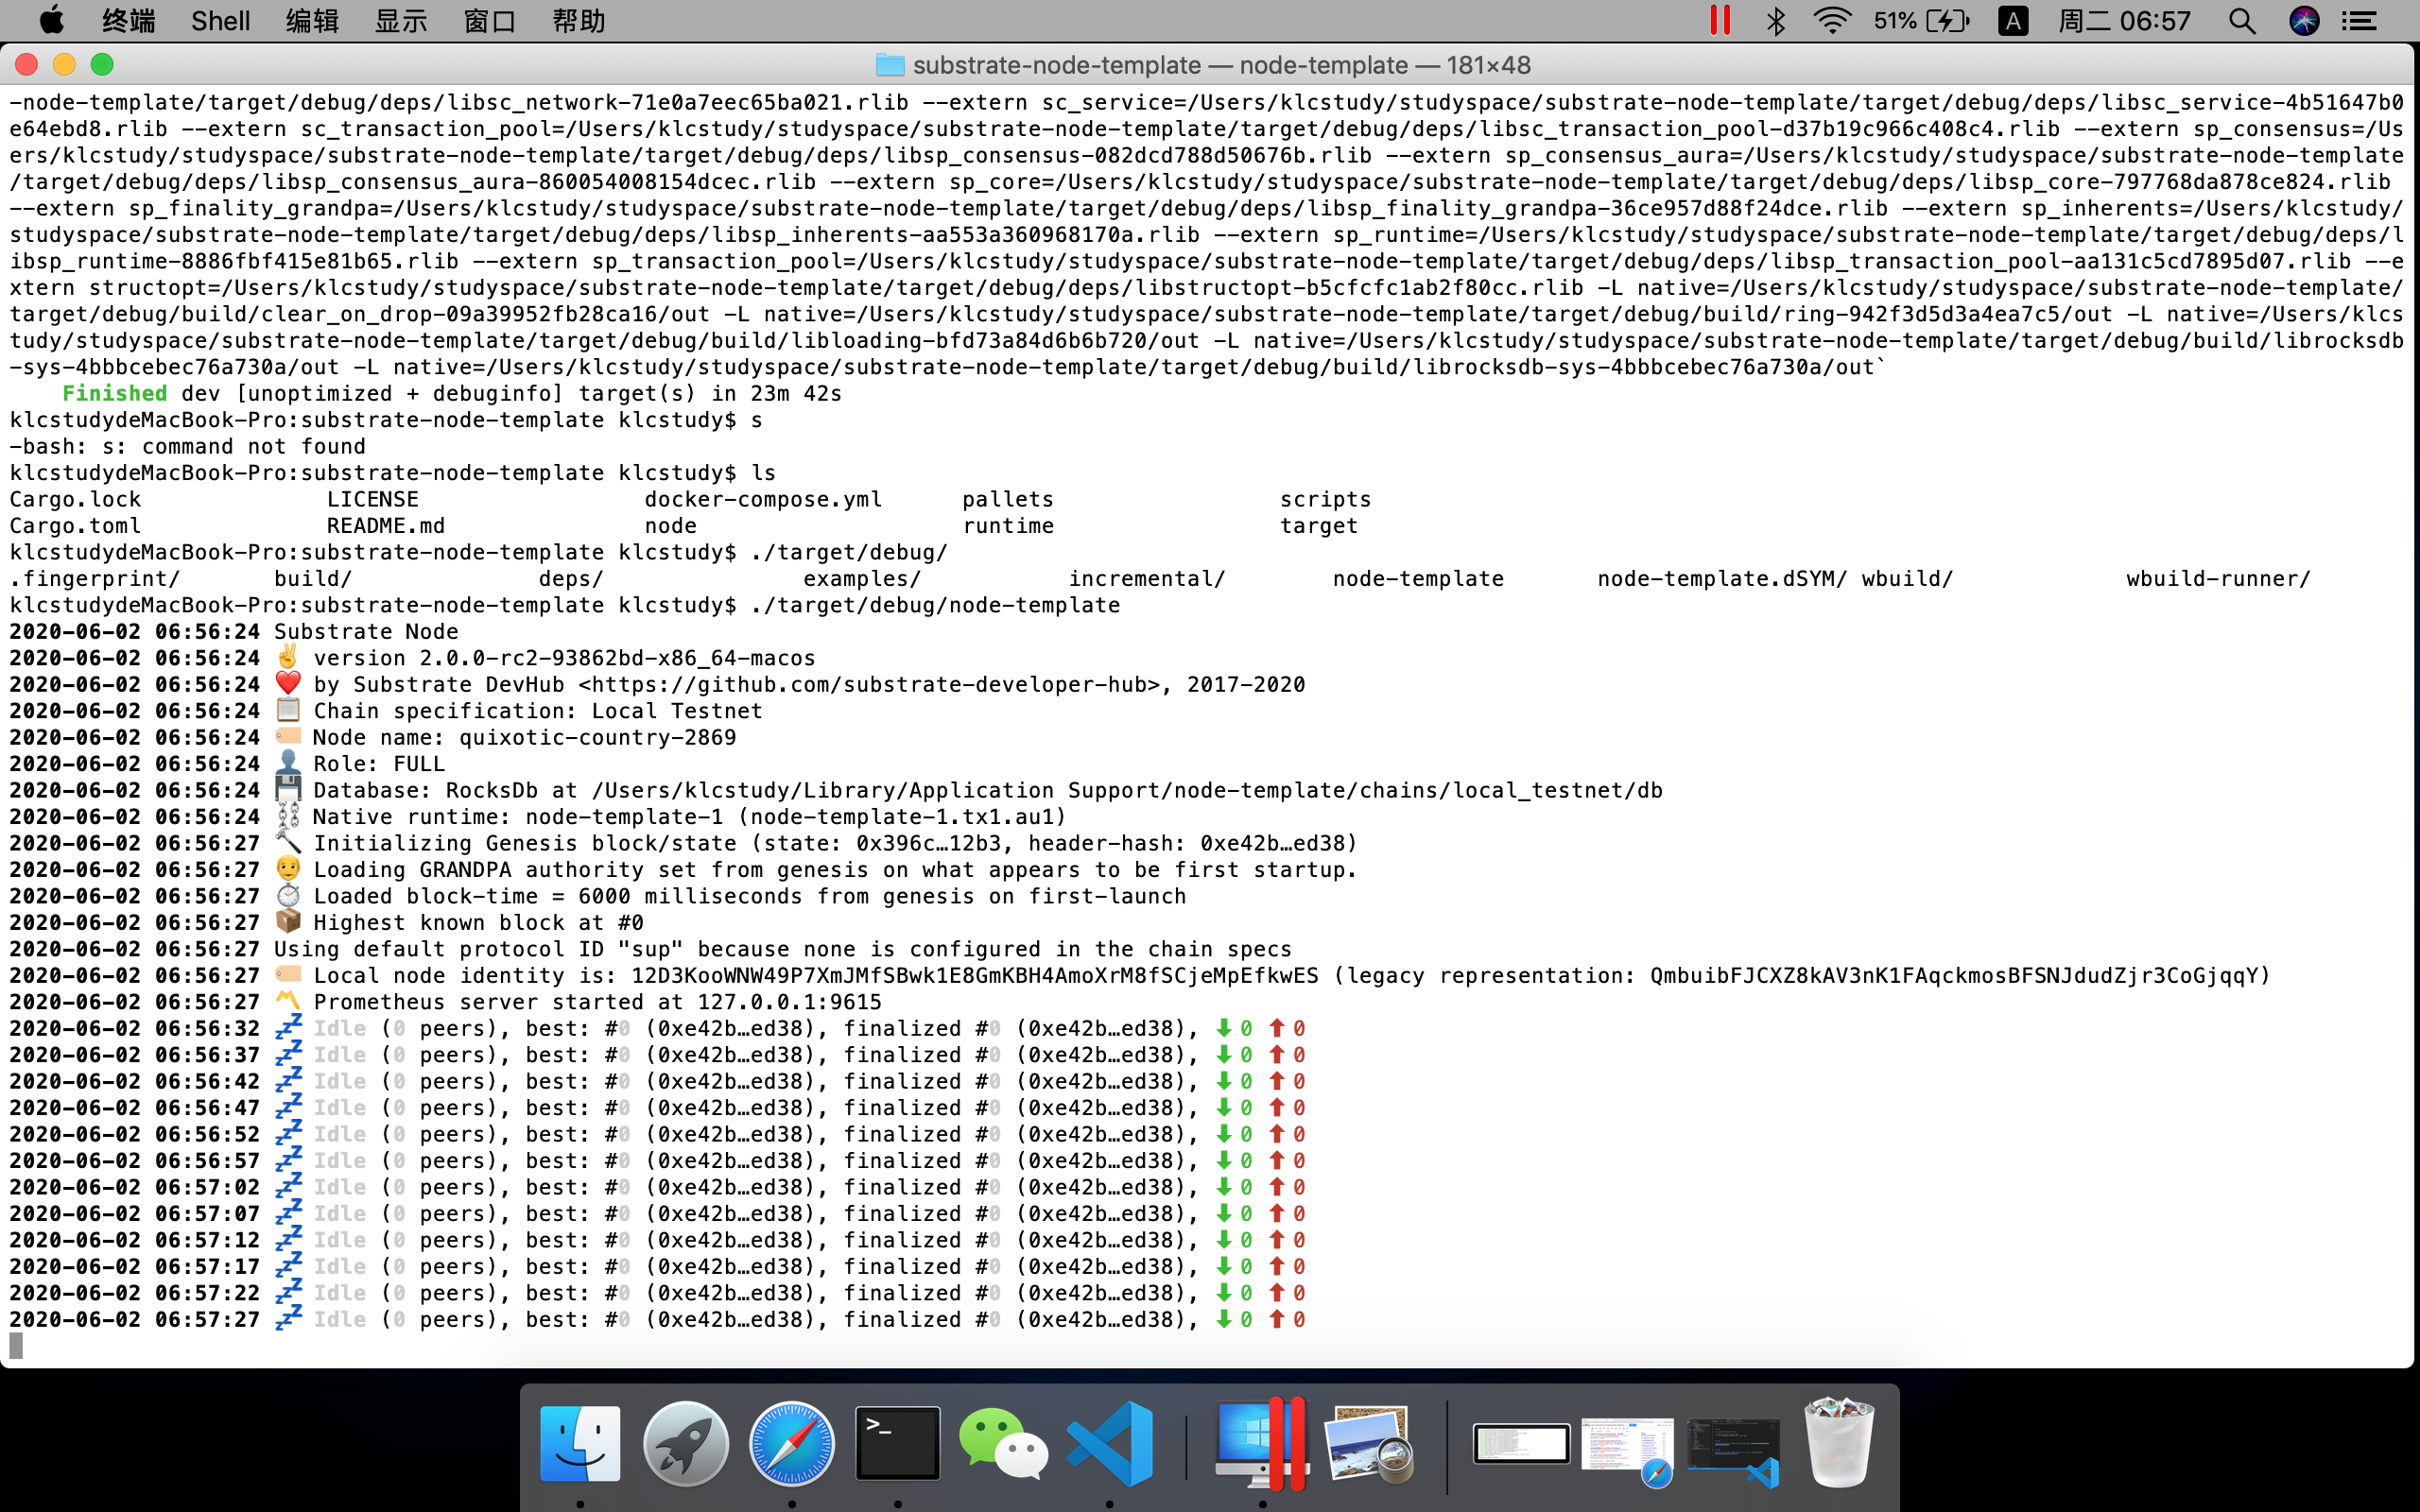 终端 Shell 编辑 显示 窗口 帮助 51% A 周二 06:57
substrate-node-template — node-template — 181×48
-node-template/target/debug/deps/libsc_network-71e0a7eec65ba021.rlib --extern sc_service=/Users/klcstudy/studyspace/substrate-node-template/target/debug/deps/libsc_service-4b51647b0
e64ebd8.rlib --extern sc_transaction_pool=/Users/klcstudy/studyspace/substrate-node-template/target/debug/deps/libsc_transaction_pool-d37b19c966c408c4.rlib --extern sp_consensus=/Us
ers/klcstudy/studyspace/substrate-node-template/target/debug/deps/libsp_consensus-082dcd788d50676b.rlib --extern sp_consensus_aura=/Users/klcstudy/studyspace/substrate-node-template
/target/debug/deps/libsp_consensus_aura-860054008154dcec.rlib --extern sp_core=/Users/klcstudy/studyspace/substrate-node-template/target/debug/deps/libsp_core-797768da878ce824.rlib
--extern sp_finality_grandpa=/Users/klcstudy/studyspace/substrate-node-template/target/debug/deps/libsp_finality_grandpa-36ce957d88f24dce.rlib --extern sp_inherents=/Users/klcstudy/
studyspace/substrate-node-template/target/debug/deps/libsp_inherents-aa553a360968170a.rlib --extern sp_runtime=/Users/klcstudy/studyspace/substrate-node-template/target/debug/deps/l
ibsp_runtime-8886fbf415e81b65.rlib --extern sp_transaction_pool=/Users/klcstudy/studyspace/substrate-node-template/target/debug/deps/libsp_transaction_pool-aa131c5cd7895d07.rlib --e
xtern structopt=/Users/klcstudy/studyspace/substrate-node-template/target/debug/deps/libstructopt-b5cfcfc1ab2f80cc.rlib -L native=/Users/klcstudy/studyspace/substrate-node-template/
target/debug/build/clear_on_drop-09a39952fb28ca16/out -L native=/Users/klcstudy/studyspace/substrate-node-template/target/debug/build/ring-942f3d5d3a4ea7c5/out -L native=/Users/klcs
tudy/studyspace/substrate-node-template/target/debug/build/libloading-bfd73a84d6b6b720/out -L native=/Users/klcstudy/studyspace/substrate-node-template/target/debug/build/librocksdb
-sys-4bbbcebec76a730a/out -L native=/Users/klcstudy/studyspace/substrate-node-template/target/debug/build/librocksdb-sys-4bbbcebec76a730a/out`
Finished dev [unoptimized + debuginfo] target(s) in 23m 42s
klcstudydeMacBook-Pro:substrate-node-template klcstudy$ s
-bash: s: command not found
klcstudydeMacBook-Pro:substrate-node-template klcstudy$ ls
Cargo.lock LICENSE docker-compose.yml pallets scripts
Cargo.toml README.md node runtime target
klcstudydeMacBook-Pro:substrate-node-template klcstudy$ ./target/debug/
.fingerprint/ build/ deps/ examples/ incremental/ node-template node-template.dSYM/ wbuild/ wbuild-runner/
klcstudydeMacBook-Pro:substrate-node-template klcstudy$ ./target/debug/node-template
2020-06-02 06:56:24 Substrate Node
2020-06-02 06:56:24 ✌️ version 2.0.0-rc2-93862bd-x86_64-macos
2020-06-02 06:56:24 ❤️ by Substrate DevHub <https://github.com/substrate-developer-hub>, 2017-2020
2020-06-02 06:56:24 📋 Chain specification: Local Testnet
2020-06-02 06:56:24 🏷 Node name: quixotic-country-2869
2020-06-02 06:56:24 👤 Role: FULL
2020-06-02 06:56:24 💾 Database: RocksDb at /Users/klcstudy/Library/Application Support/node-template/chains/local_testnet/db
2020-06-02 06:56:24 ⛓ Native runtime: node-template-1 (node-template-1.tx1.au1)
2020-06-02 06:56:27 🔨 Initializing Genesis block/state (state: 0x396c…12b3, header-hash: 0xe42b…ed38)
2020-06-02 06:56:27 👴 Loading GRANDPA authority set from genesis on what appears to be first startup.
2020-06-02 06:56:27 ⏱ Loaded block-time = 6000 milliseconds from genesis on first-launch
2020-06-02 06:56:27 📦 Highest known block at #0
2020-06-02 06:56:27 Using default protocol ID "sup" because none is configured in the chain specs
2020-06-02 06:56:27 🏷 Local node identity is: 12D3KooWNW49P7XmJMfSBwk1E8GmKBH4AmoXrM8fSCjeMpEfkwES (legacy representation: QmbuibFJCXZ8kAV3nK1FAqckmosBFSNJdudZjr3CoGjqqY)
2020-06-02 06:56:27 〽️ Prometheus server started at 127.0.0.1:9615
2020-06-02 06:56:32 💤 Idle (0 peers), best: #0 (0xe42b…ed38), finalized #0 (0xe42b…ed38), ⬇ 0 ⬆ 0
2020-06-02 06:56:37 💤 Idle (0 peers), best: #0 (0xe42b…ed38), finalized #0 (0xe42b…ed38), ⬇ 0 ⬆ 0
2020-06-02 06:56:42 💤 Idle (0 peers), best: #0 (0xe42b…ed38), finalized #0 (0xe42b…ed38), ⬇ 0 ⬆ 0
2020-06-02 06:56:47 💤 Idle (0 peers), best: #0 (0xe42b…ed38), finalized #0 (0xe42b…ed38), ⬇ 0 ⬆ 0
2020-06-02 06:56:52 💤 Idle (0 peers), best: #0 (0xe42b…ed38), finalized #0 (0xe42b…ed38), ⬇ 0 ⬆ 0
2020-06-02 06:56:57 💤 Idle (0 peers), best: #0 (0xe42b…ed38), finalized #0 (0xe42b…ed38), ⬇ 0 ⬆ 0
2020-06-02 06:57:02 💤 Idle (0 peers), best: #0 (0xe42b…ed38), finalized #0 (0xe42b…ed38), ⬇ 0 ⬆ 0
2020-06-02 06:57:07 💤 Idle (0 peers), best: #0 (0xe42b…ed38), finalized #0 (0xe42b…ed38), ⬇ 0 ⬆ 0
2020-06-02 06:57:12 💤 Idle (0 peers), best: #0 (0xe42b…ed38), finalized #0 (0xe42b…ed38), ⬇ 0 ⬆ 0
2020-06-02 06:57:17 💤 Idle (0 peers), best: #0 (0xe42b…ed38), finalized #0 (0xe42b…ed38), ⬇ 0 ⬆ 0
2020-06-02 06:57:22 💤 Idle (0 peers), best: #0 (0xe42b…ed38), finalized #0 (0xe42b…ed38), ⬇ 0 ⬆ 0
2020-06-02 06:57:27 💤 Idle (0 peers), best: #0 (0xe42b…ed38), finalized #0 (0xe42b…ed38), ⬇ 0 ⬆ 0
>_